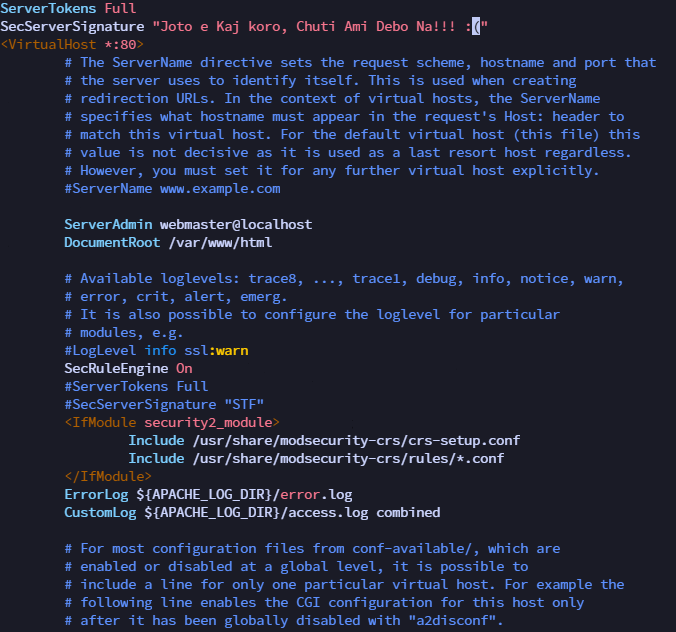 ServerTokens Full
SecServerSignature "Joto e Kaj koro, Chuti Ami Debo Na!!! :("
<VirtualHost *:80>
# The ServerName directive sets the request scheme, hostname and port that
# the server uses to identify itself. This is used when creating
# redirection URLs. In the context of virtual hosts, the ServerName
# specifies what hostname must appear in the request's Host: header to
# match this virtual host. For the default virtual host (this file) this
# value is not decisive as it is used as a last resort host regardless.
# However, you must set it for any further virtual host explicitly.
#ServerName www.example.com
ServerAdmin webmaster@localhost
DocumentRoot /var/www/html
# Available loglevels: trace8, ..., trace1, debug, info, notice, warn,
# error, crit, alert, emerg.
# It is also possible to configure the loglevel for particular
# modules, e.g.
#LogLevel info ssl:warn
SecRuleEngine On
#ServerTokens Full
#SecServerSignature "STF"
<IfModule security2_module>
Include /usr/share/modsecurity-crs/crs-setup.conf
Include /usr/share/modsecurity-crs/rules/*.conf
</IfModule>
ErrorLog ${APACHE_LOG_DIR}/error.log
CustomLog ${APACHE_LOG_DIR}/access.log combined
# For most configuration files from conf-available/, which are
# enabled or disabled at a global level, it is possible to
# include a line for only one particular virtual host. For example the
# following line enables the CGI configuration for this host only
# after it has been globally disabled with "a2disconf".